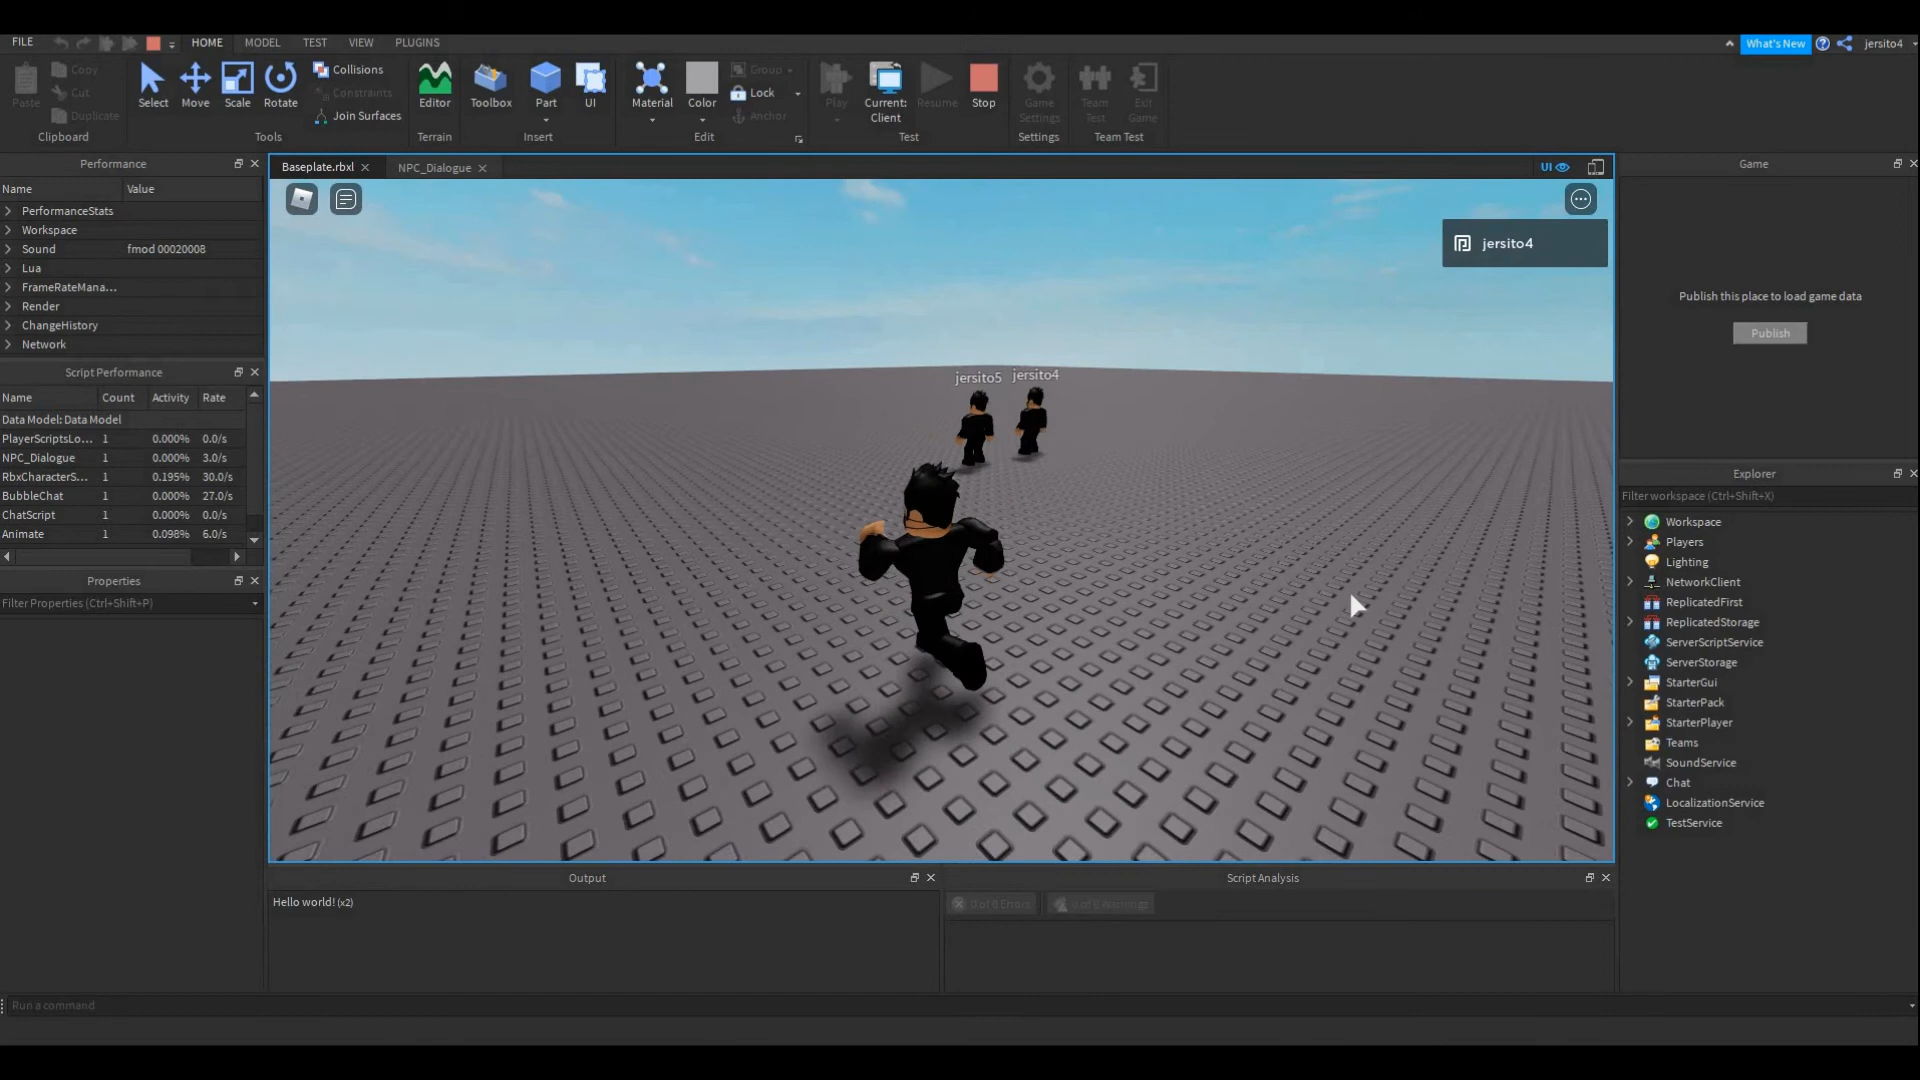 FILE HOME MODEL TEST VIEW PLUGINS What's New jersito4
Paste Copy Cut Duplicate Clipboard
Select Move Scale Rotate Collisions Constraints Join Surfaces Tools
Editor Terrain
Toolbox Part UI Insert
Material Color Group Lock Anchor Edit
Play Current: Client Resume Stop Test
Game Settings Settings
Team Test Exit Game Team Test
Performance
Name Value
PerformanceStats
Workspace
Sound fmod 00020008
Lua
FrameRateMana...
Render
ChangeHistory
Network
Script Performance
Name Count Activity Rate
Data Model: Data Model
PlayerScriptsLo... 1 0.000% 0.0/s
NPC_Dialogue 1 0.000% 3.0/s
RbxCharacterS... 1 0.195% 30.0/s
BubbleChat 1 0.000% 27.0/s
ChatScript 1 0.000% 0.0/s
Animate 1 0.098% 6.0/s
Properties
Filter Properties (Ctrl+Shift+P)
Baseplate.rbxl NPC_Dialogue UI
jersito4
jersito5 jersito4
Output
Hello world! (x2)
Script Analysis
0 of 0 Errors 0 of 0 Warnings
Game
Publish this place to load game data
Publish
Explorer
Filter workspace (Ctrl+Shift+X)
Workspace
Players
Lighting
NetworkClient
ReplicatedFirst
ReplicatedStorage
ServerScriptService
ServerStorage
StarterGui
StarterPack
StarterPlayer
Teams
SoundService
Chat
LocalizationService
TestService
Run a command